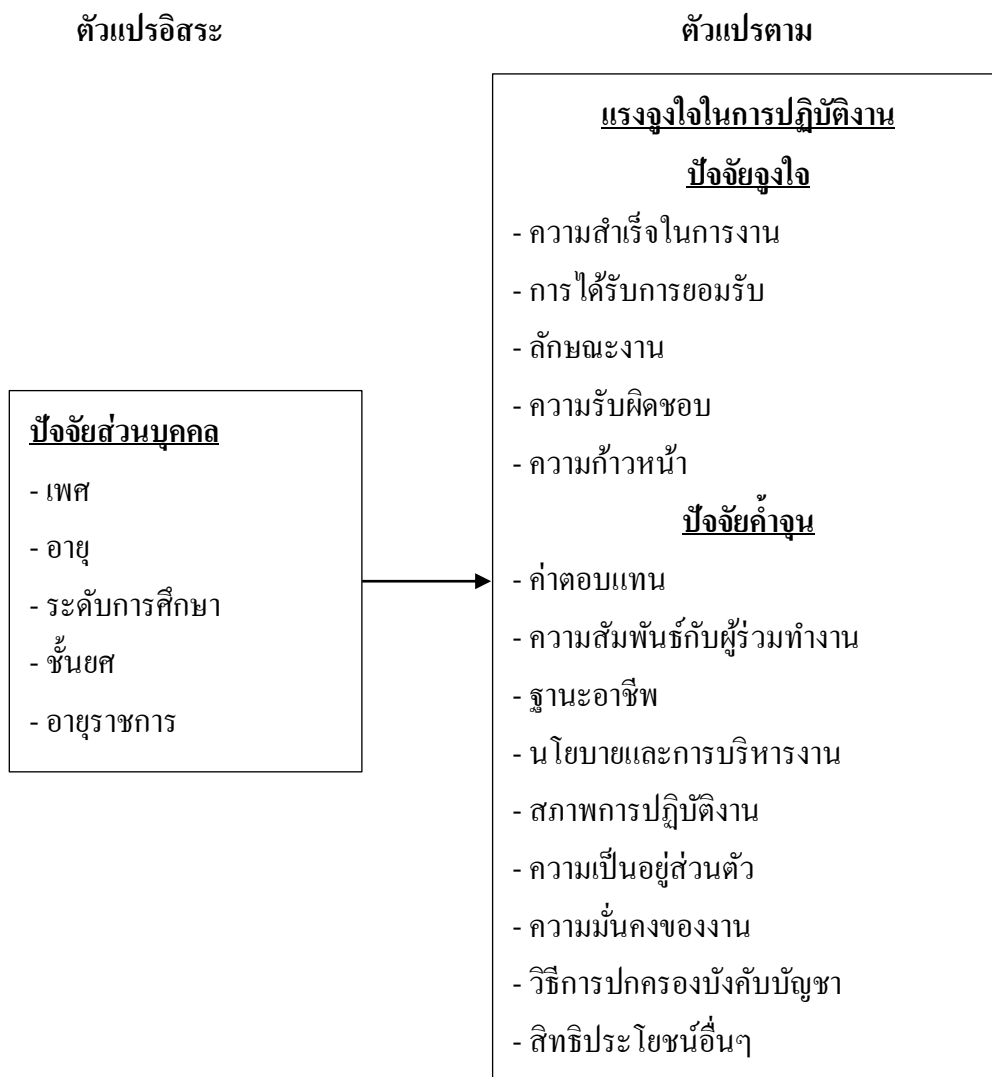 ตัวแปรอิสระ
ตัวแปรตาม
ปัจจัยส่วนบุคคล
- เพศ
- อายุ
- ระดับการศึกษา
- ชั้นยศ
- อายุราชการ
แรงจูงใจในการปฏิบัติงาน
ปัจจัยจูงใจ
- ความสำเร็จในการงาน
- การได้รับการยอมรับ
- ลักษณะงาน
- ความรับผิดชอบ
- ความก้าวหน้า
ปัจจัยค้ำจุน
- ค่าตอบแทน
- ความสัมพันธ์กับผู้ร่วมทำงาน
- ฐานะอาชีพ
- นโยบายและการบริหารงาน
- สภาพการปฏิบัติงาน
- ความเป็นอยู่ส่วนตัว
- ความมั่นคงของงาน
- วิธีการปกครองบังคับบัญชา
- สิทธิประโยชน์อื่นๆ